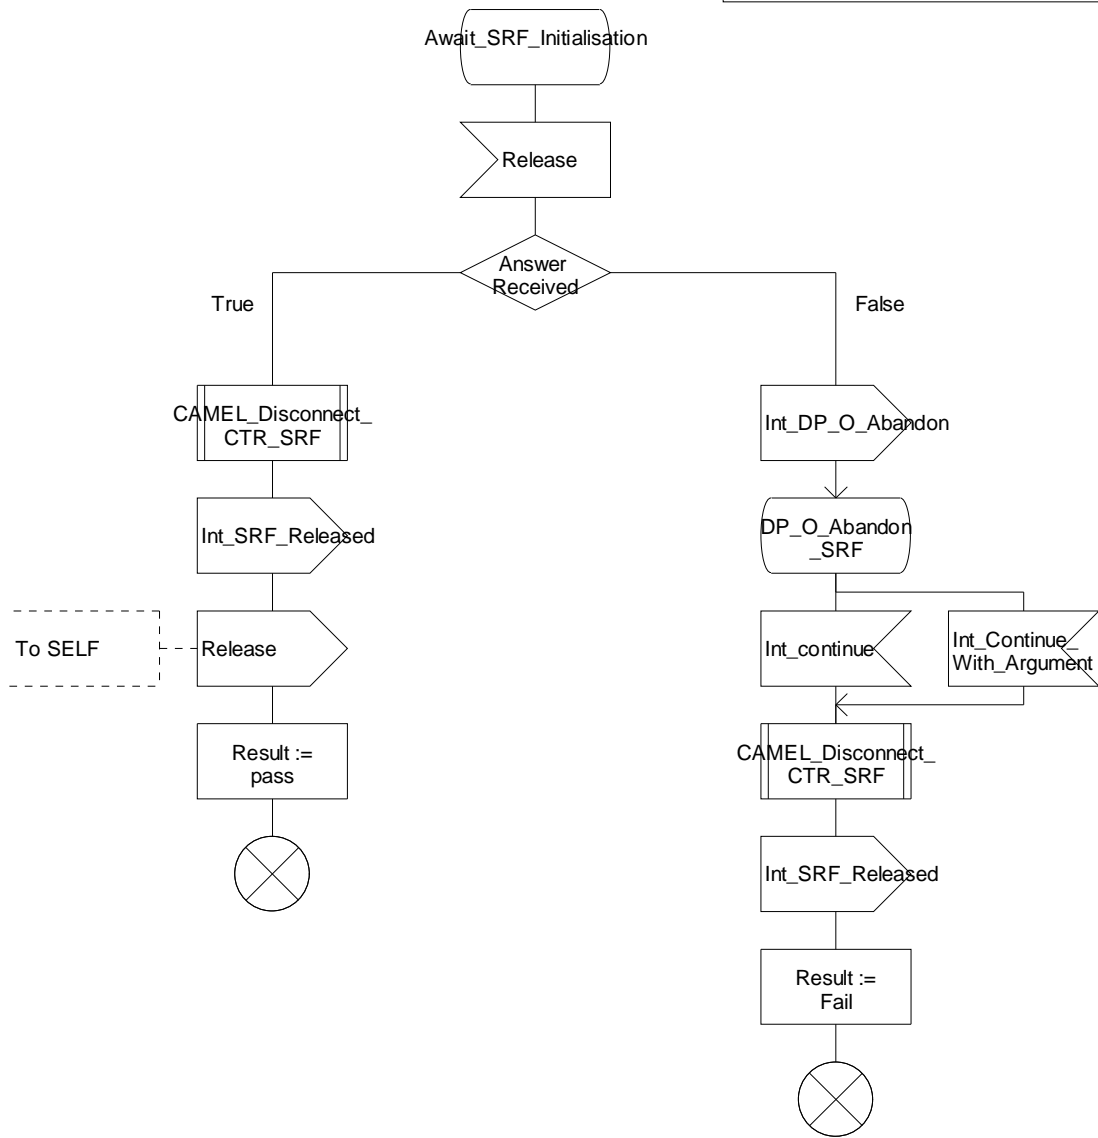 Await_SRF_Initialisation
Release
Answer
Received
True
False
CAMEL_Disconnect_
CTR_SRF
Int_DP_O_Abandon
Int_SRF_Released
DP_O_Abandon
_SRF
To SELF
Release
Int_continue
Int_Continue_
With_Argument
Result :=
pass
CAMEL_Disconnect_
CTR_SRF
Int_SRF_Released
Result :=
Fail